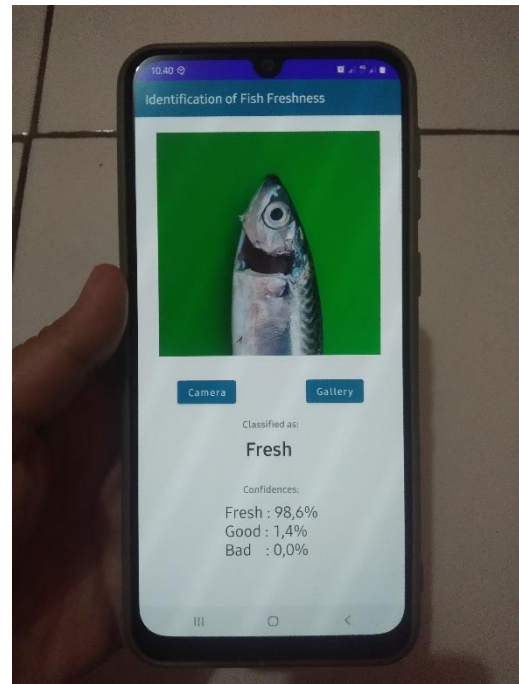 10.40
Identification of Fish Freshness
Camera
Gallery
Classified as:
Fresh
Confidences:
Fresh : 98,6%
Good : 1,4%
Bad : 0,0%